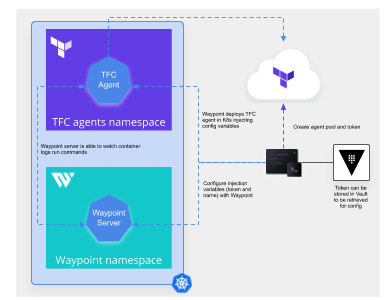 TFC
Agent
TFC agents namespace
Waypoint deploys TFC
agent in K8s injecting
config variables
Create agent pool and token
Waypoint server is able to watch container
logs run commands
Configure injection
variables (token and
name) with Waypoint
Token can be
stored in Vault
to be retrieved
for config
Waypoint
Server
Waypoint namespace